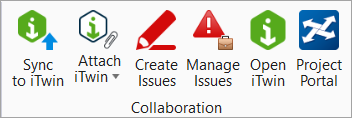 Sync to iTwin
Attach iTwin
Create Issues
Manage Issues
Open iTwin
Project Portal
Collaboration